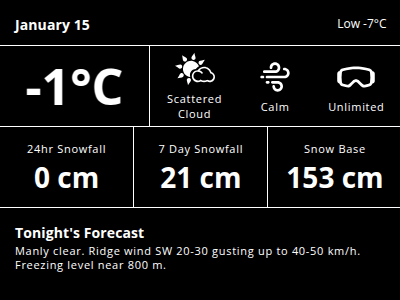 January 15
Low -7°C
-1°C
Scattered
Cloud
Calm
Unlimited
24hr Snowfall
0 cm
7 Day Snowfall
21 cm
Snow Base
153 cm
Tonight's Forecast
Manly clear. Ridge wind SW 20-30 gusting up to 40-50 km/h.
Freezing level near 800 m.